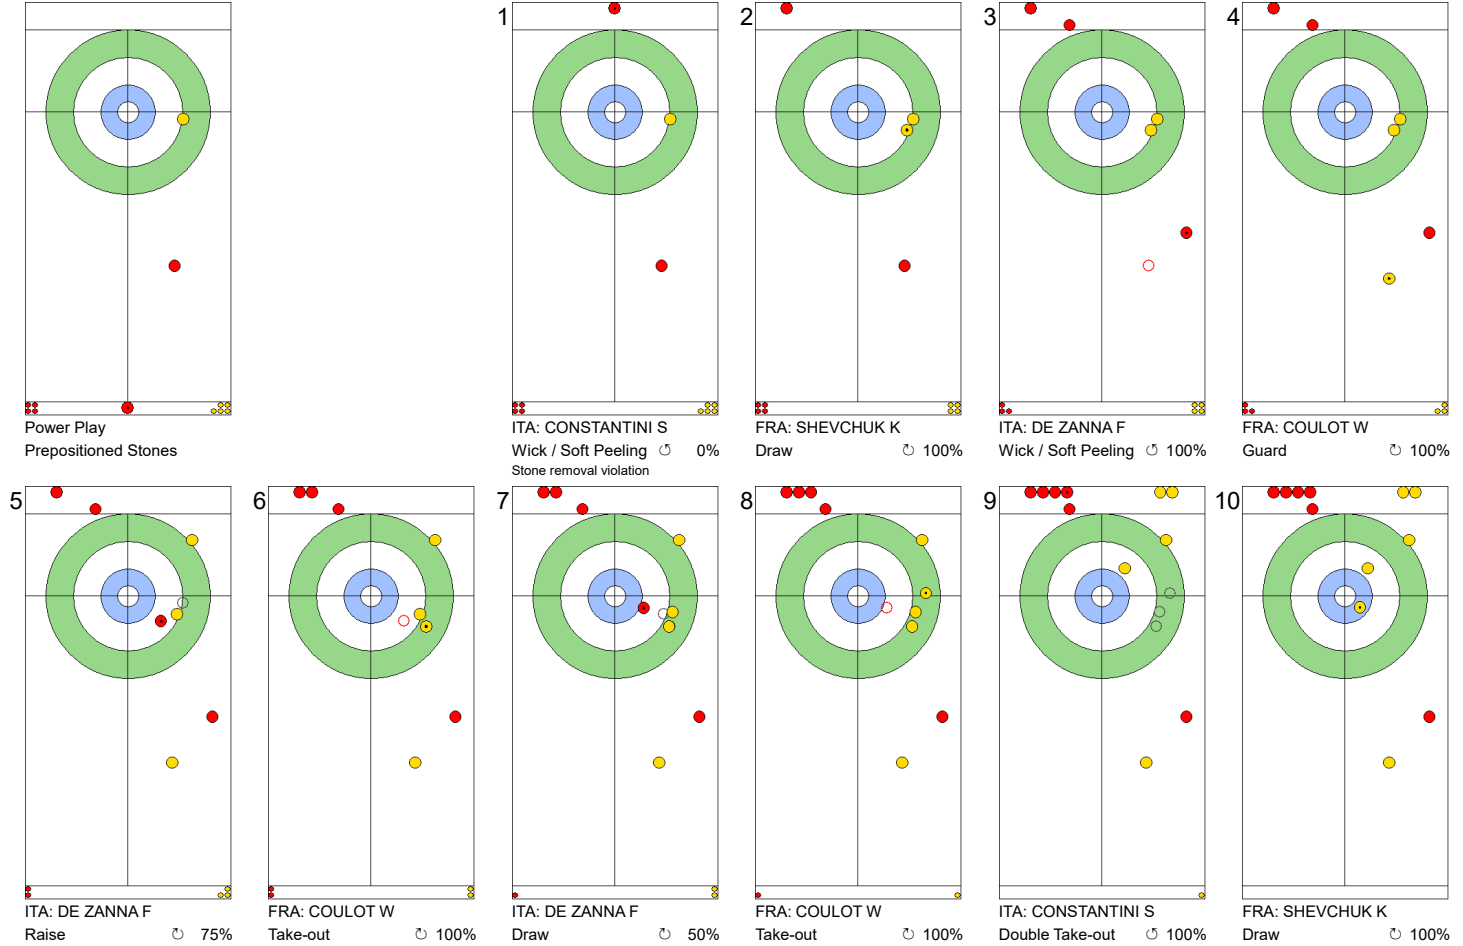 Power Play
Prepositioned Stones
1
ITA: CONSTANTINI S
Wick / Soft Peeling 0%
Stone removal violation
2
FRA: SHEVCHUK K
Draw 100%
3
ITA: DE ZANNA F
Wick / Soft Peeling 100%
4
FRA: COULOT W
Guard 100%
5
ITA: DE ZANNA F
Raise 75%
6
FRA: COULOT W
Take-out 100%
7
ITA: DE ZANNA F
Draw 50%
8
FRA: COULOT W
Take-out 100%
9
ITA: CONSTANTINI S
Double Take-out 100%
10
FRA: SHEVCHUK K
Draw 100%